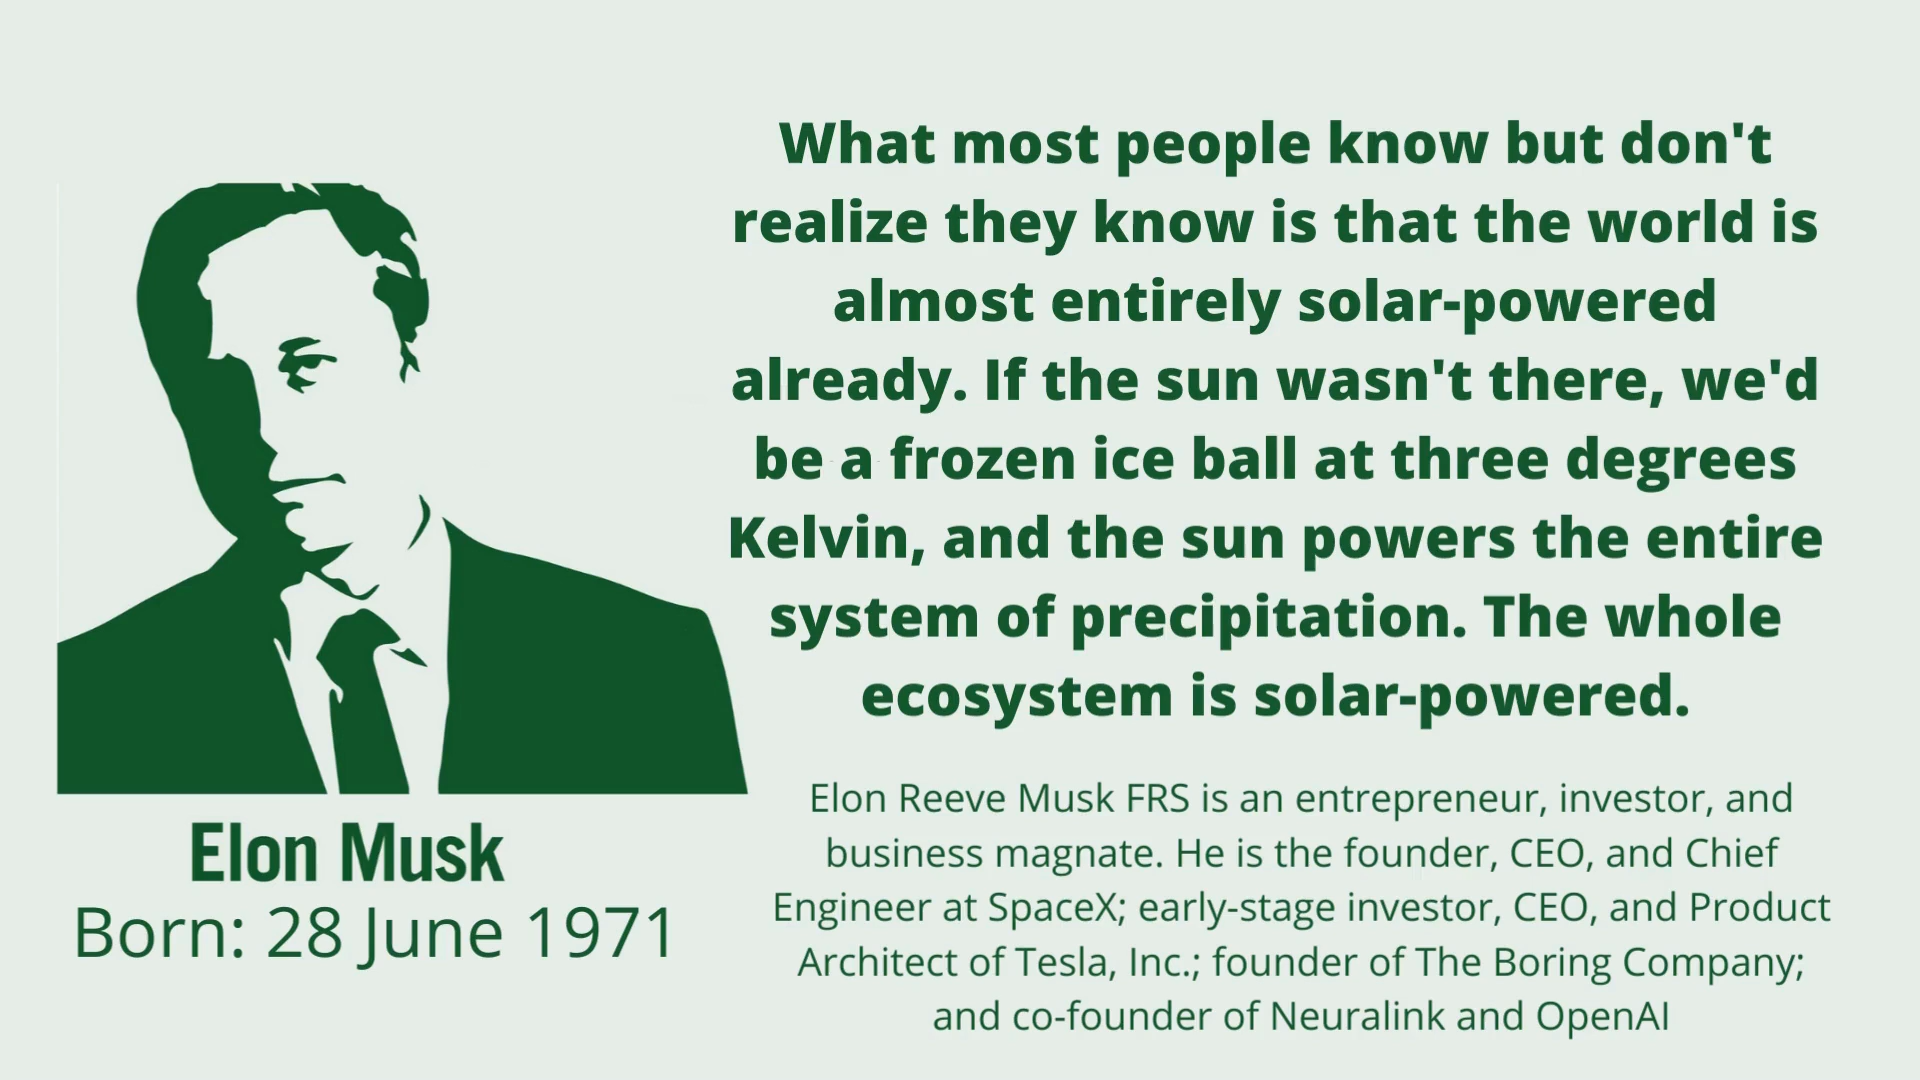 What most people know but don't
realize they know is that the world is
almost entirely solar-powered
already. If the sun wasn't there, we'd
be a frozen ice ball at three degrees
Kelvin, and the sun powers the entire
system of precipitation. The whole
ecosystem is solar-powered.
Elon Reeve Musk FRS is an entrepreneur, investor, and
business magnate. He is the founder, CEO, and Chief
Engineer at SpaceX; early-stage investor, CEO, and Product
Architect of Tesla, Inc.; founder of The Boring Company;
and co-founder of Neuralink and OpenAI
Elon Musk
Born: 28 June 1971